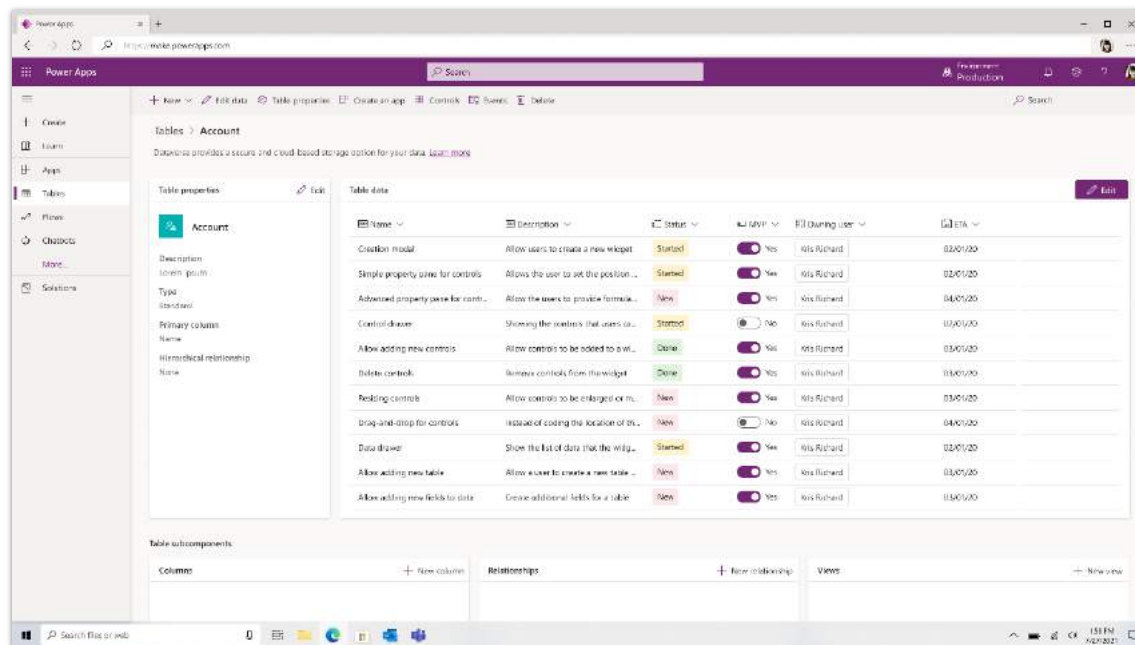 Power Apps
https://make.powerapps.com
Power Apps
Search
Environment
Production
New Edit data Table properties Create an app Controls Events Delete Search
Create
Learn
Apps
Tables
Flows
Chatbots
More...
Solutions
Tables > Account
Dataverse provides a secure and cloud-based storage option for your data. Learn more
Table properties Edit
Account
Description
Lorem ipsum
Type
Standard
Primary column
Name
Hierarchical relationship
None
Table data Edit
Name Description Status MVP Owning user ETA
Creation modal Allow users to create a new widget Started Yes Kris Richard 02/01/20
Simple property pane for controls Allows the user to set the position ... Started Yes Kris Richard 02/01/20
Advanced property pane for contr... Allow the users to provide formula... New Yes Kris Richard 04/01/20
Control drawer Showing the controls that users ca... Started No Kris Richard 02/01/20
Allow adding new controls Allow controls to be added to a wi... Done Yes Kris Richard 03/01/20
Delete controls Remove controls from the widget Done Yes Kris Richard 03/01/20
Resizing controls Allow controls to be enlarged or m... New Yes Kris Richard 03/01/20
Drag-and-drop for controls Instead of coding the location of th... New No Kris Richard 04/01/20
Data drawer Show the list of data that the widg... Started Yes Kris Richard 02/01/20
Allow adding new table Allow a user to create a new table ... New Yes Kris Richard 03/01/20
Allow adding new fields to data Create additional fields for a table New Yes Kris Richard 03/01/20
Table subcomponents
Columns New column
Relationships New relationship
Views New view
Search files or web
1:58 PM
7/27/2021